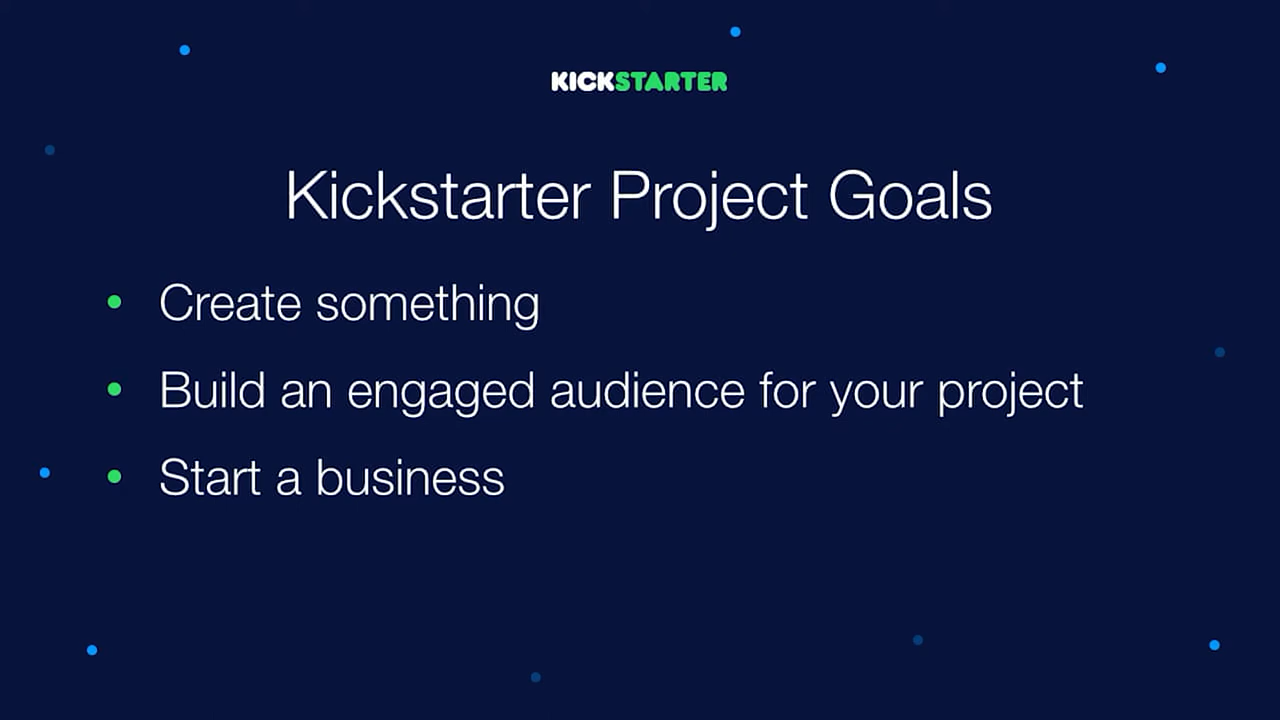 KICKSTARTER
Kickstarter Project Goals
Create something
Build an engaged audience for your project
Start a business